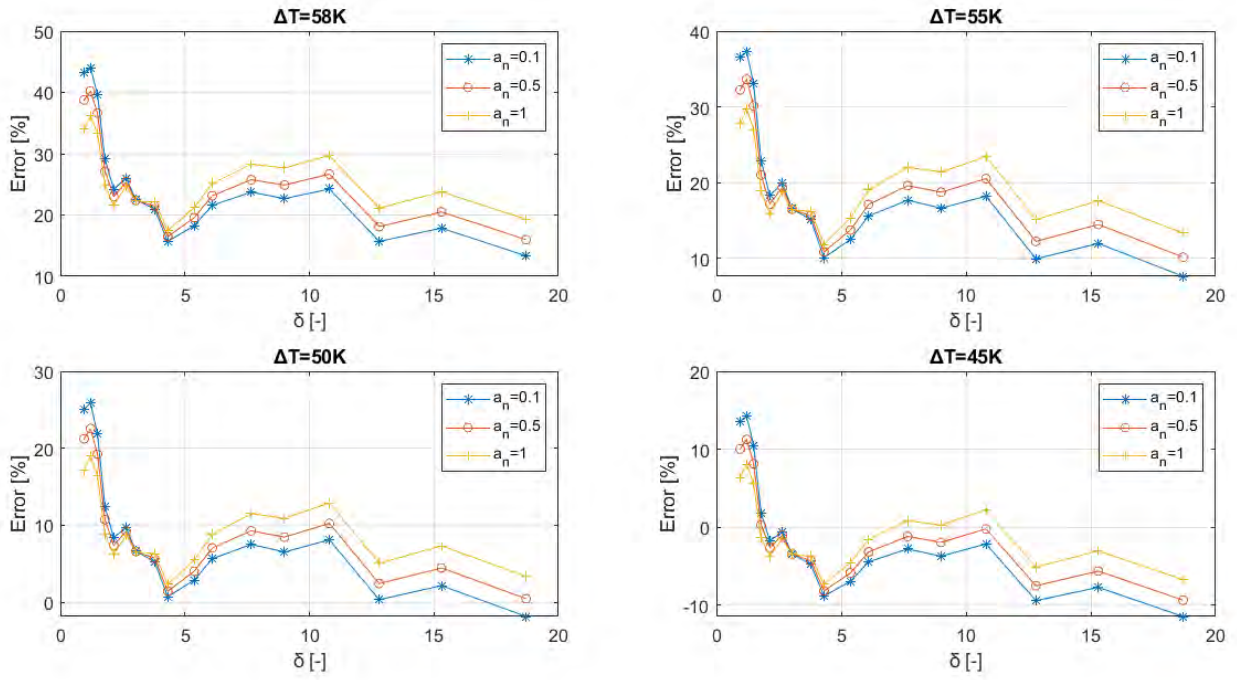 ΔT=58K
50
40
30
20
10
Error [%]
0
5
10
15
20
δ [-]
a_n=0.1
a_n=0.5
a_n=1
ΔT=55K
40
30
20
10
Error [%]
0
5
10
15
20
δ [-]
a_n=0.1
a_n=0.5
a_n=1
ΔT=50K
30
20
10
0
Error [%]
0
5
10
15
20
δ [-]
a_n=0.1
a_n=0.5
a_n=1
ΔT=45K
20
10
0
-10
Error [%]
0
5
10
15
20
δ [-]
a_n=0.1
a_n=0.5
a_n=1